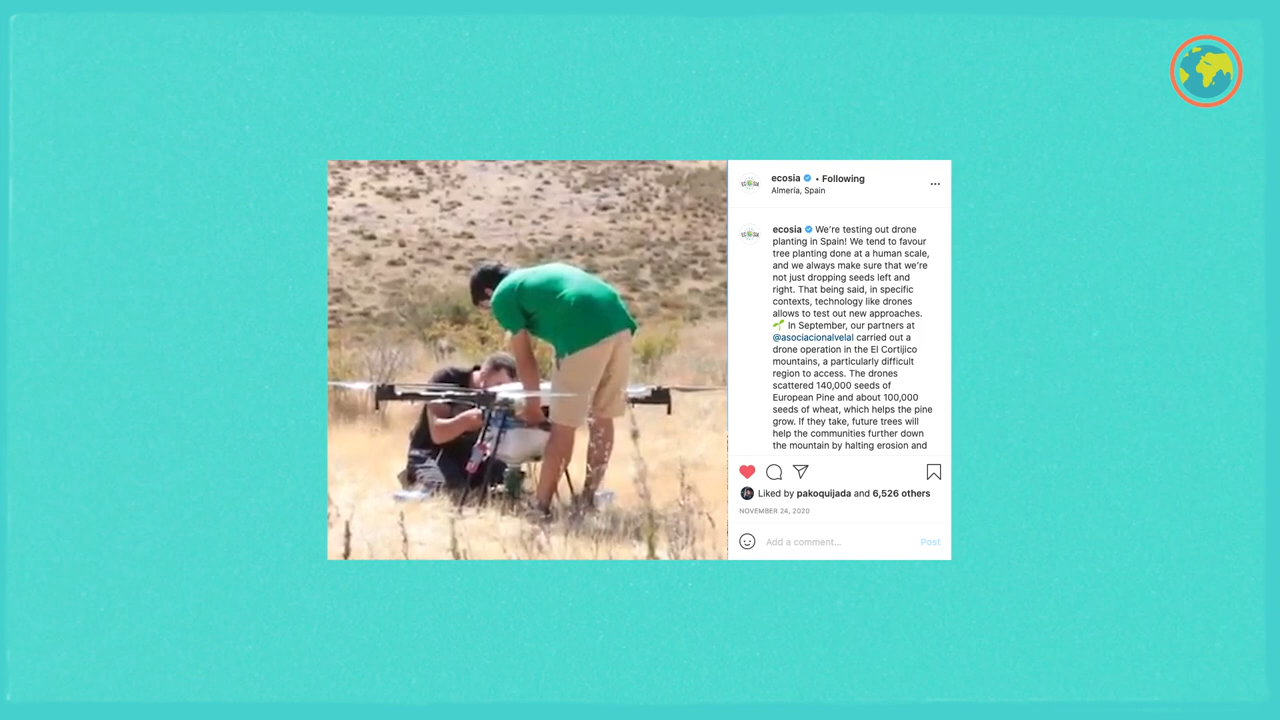 ecosia • Following
Almería, Spain
ecosia We're testing out drone
planting in Spain! We tend to favour
tree planting done at a human scale,
and we always make sure that we're
not just dropping seeds left and
right. That being said, in specific
contexts, technology like drones
allows to test out new approaches.
🌱 In September, our partners at
@asociacionalvelal carried out a
drone operation in the El Cortijico
mountains, a particularly difficult
region to access. The drones
scattered 140,000 seeds of
European Pine and about 100,000
seeds of wheat, which helps the pine
grow. If they take, future trees will
help the communities further down
the mountain by halting erosion and
Liked by pakoquijada and 6,526 others
NOVEMBER 24, 2020
Add a comment... Post